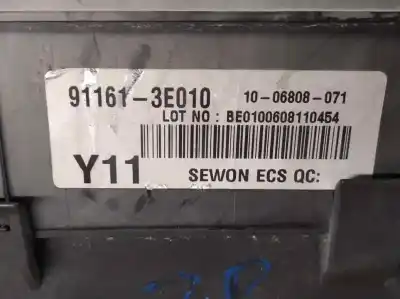 91161-3E010 10-06808-071
LOT NO : BE0100608110454
Y11 SEWON ECS QC: